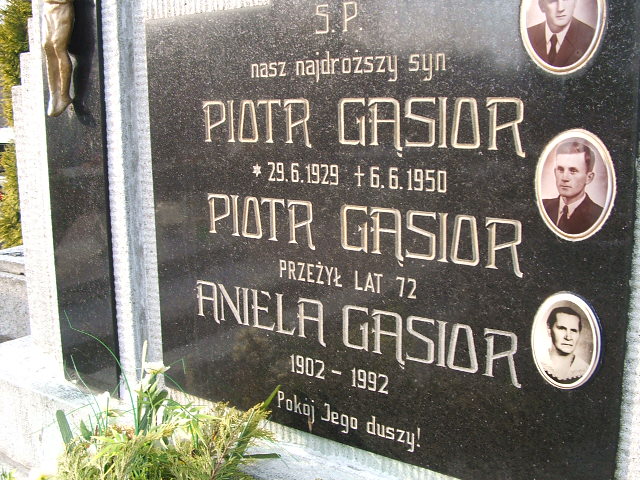 Ś.P.
nasz najdroższy syn
PIOTR GĄSIOR
* 29.6.1929 + 6.6.1950
PIOTR GĄSIOR
PRZEŻYŁ LAT 72
ANIELA GĄSIOR
1902 - 1992
Pokój Jego duszy!